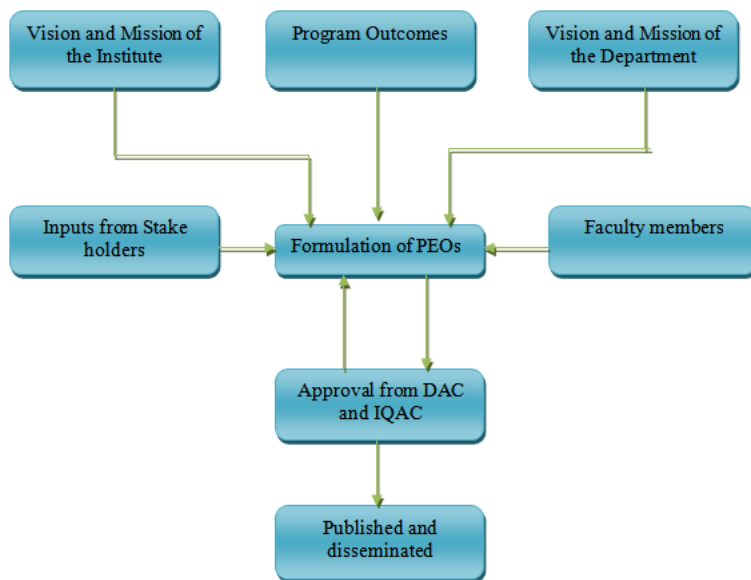 Vision and Mission of
the Institute
Program Outcomes
Vision and Mission of
the Department
Inputs from Stake
holders
Formulation of PEOs
Faculty members
Approval from DAC
and IQAC
Published and
disseminated